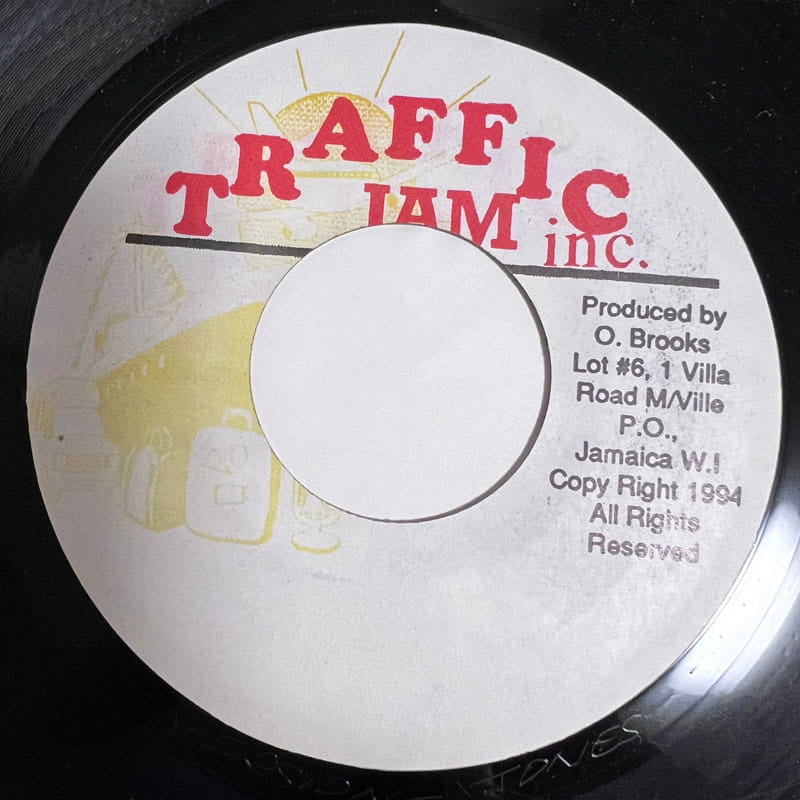 TRAFFIC
JAM inc.
Produced by
O. Brooks
Lot #6, 1 Villa
Road M/Ville
P.O.,
Jamaica W.I
Copy Right 1994
All Rights
Reserved
JONES